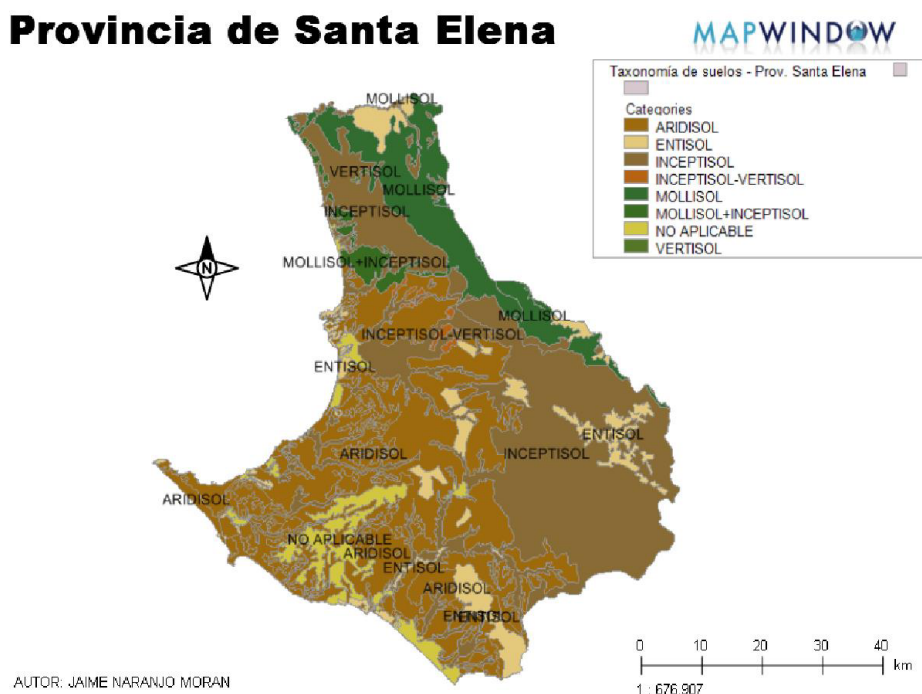 Provincia de Santa Elena
MAPWINDOW
Taxonomía de suelos - Prov. Santa Elena
Categories
ARIDISOL
ENTISOL
INCEPTISOL
INCEPTISOL-VERTISOL
MOLLISOL
MOLLISOL+INCEPTISOL
NO APLICABLE
VERTISOL
MOLLISOL
VERTISOL
MOLLISOL
INCEPTISOL
N
MOLLISOL+INCEPTISOL
MOLLISOL
INCEPTISOL-VERTISOL
ENTISOL
ENTISOL
ARIDISOL
INCEPTISOL
ARIDISOL
NO APLICABLE
ARIDISOL
ENTISOL
ARIDISOL
ENTISOL
ENTISOL
0 10 20 30 40
km
1 : 676.907
AUTOR: JAIME NARANJO MORAN